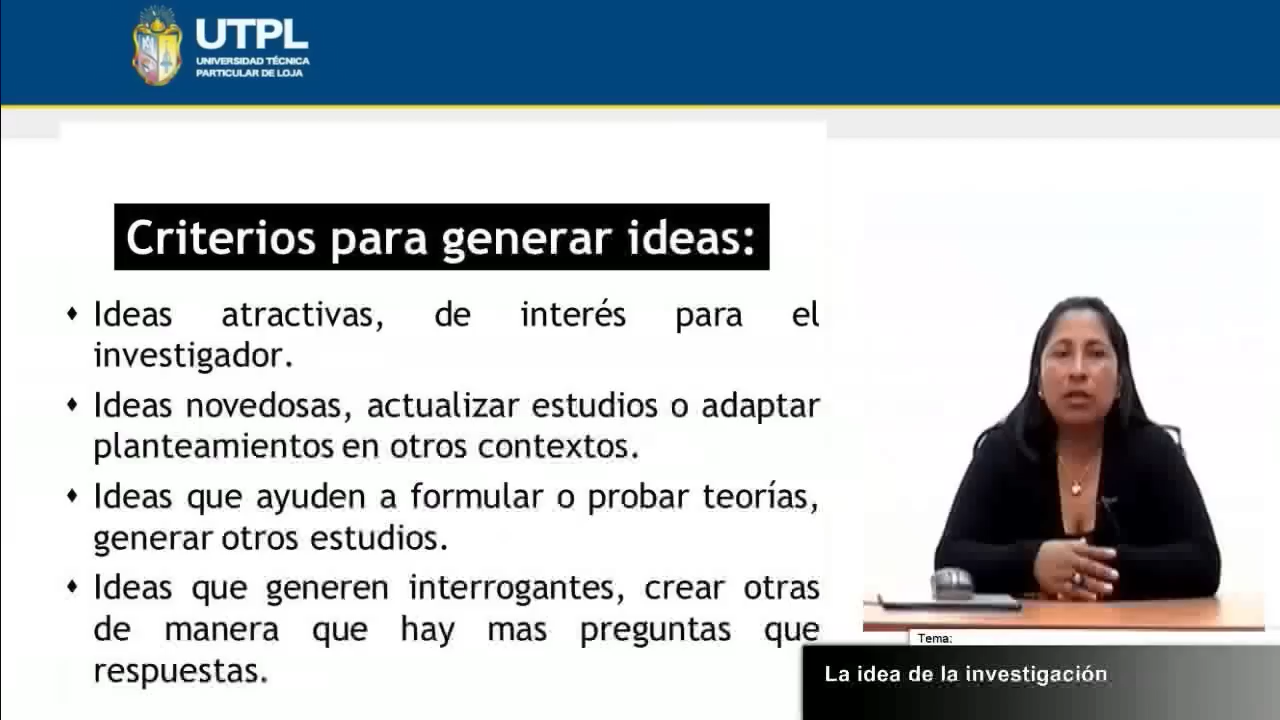 UTPL
UNIVERSIDAD TÉCNICA
PARTICULAR DE LOJA
Criterios para generar ideas:
Ideas atractivas, de interés para el
investigador.
Ideas novedosas, actualizar estudios o adaptar
planteamientos en otros contextos.
Ideas que ayuden a formular o probar teorías,
generar otros estudios.
Ideas que generen interrogantes, crear otras
de manera que hay mas preguntas que
respuestas.
Tema:
La idea de la investigación